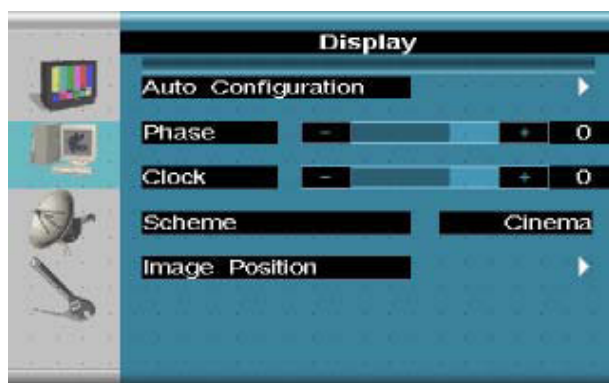 Display
Auto Configuration
Phase - + 0
Clock - + 0
Scheme Cinema
Image Position